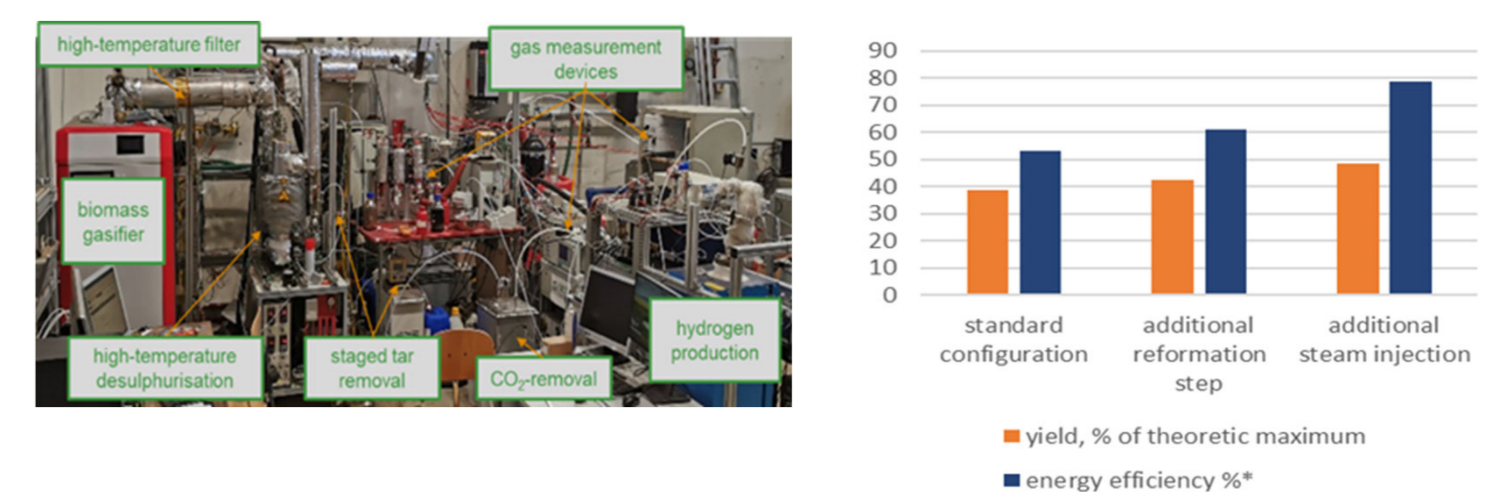 high-temperature filter
gas measurement
devices
biomass
gasifier
high-temperature
desulphurisation
staged tar
removal
CO₂-removal
hydrogen
production
90
80
70
60
50
40
30
20
10
0
standard
configuration
additional
reformation
step
additional
steam injection
yield, % of theoretic maximum
energy efficiency %*